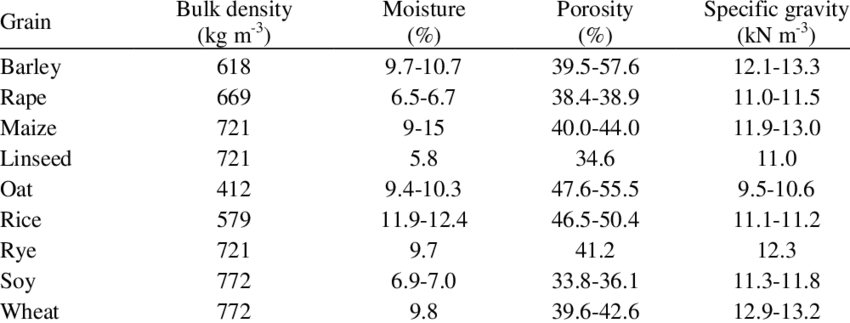 Grain Bulk density Moisture Porosity Specific gravity
(kg m-3) (%) (%) (kN m-3)
Barley 618 9.7-10.7 39.5-57.6 12.1-13.3
Rape 669 6.5-6.7 38.4-38.9 11.0-11.5
Maize 721 9-15 40.0-44.0 11.9-13.0
Linseed 721 5.8 34.6 11.0
Oat 412 9.4-10.3 47.6-55.5 9.5-10.6
Rice 579 11.9-12.4 46.5-50.4 11.1-11.2
Rye 721 9.7 41.2 12.3
Soy 772 6.9-7.0 33.8-36.1 11.3-11.8
Wheat 772 9.8 39.6-42.6 12.9-13.2